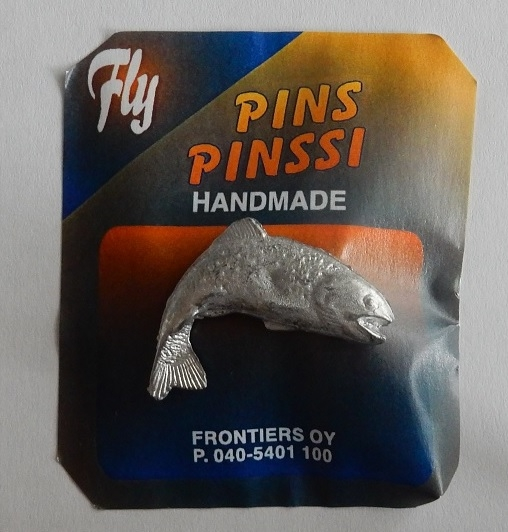 Fly
PINS
PINSSI
HANDMADE
FRONTIERS OY
P. 040-5401 100